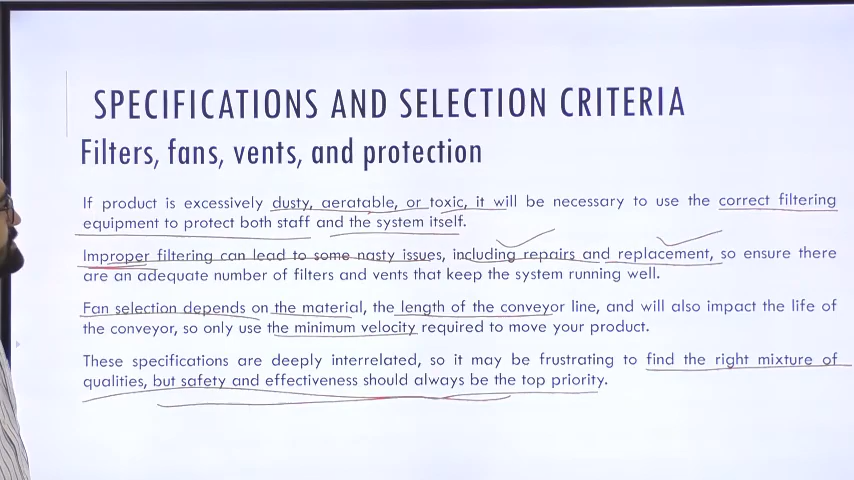 SPECIFICATIONS AND SELECTION CRITERIA
Filters, fans, vents, and protection
If product is excessively dusty, aeratable, or toxic, it will be necessary to use the correct filtering
equipment to protect both staff and the system itself.
Improper filtering can lead to some nasty issues, including repairs and replacement, so ensure there
are an adequate number of filters and vents that keep the system running well.
Fan selection depends on the material, the length of the conveyor line, and will also impact the life of
the conveyor, so only use the minimum velocity required to move your product.
These specifications are deeply interrelated, so it may be frustrating to find the right mixture of
qualities, but safety and effectiveness should always be the top priority.